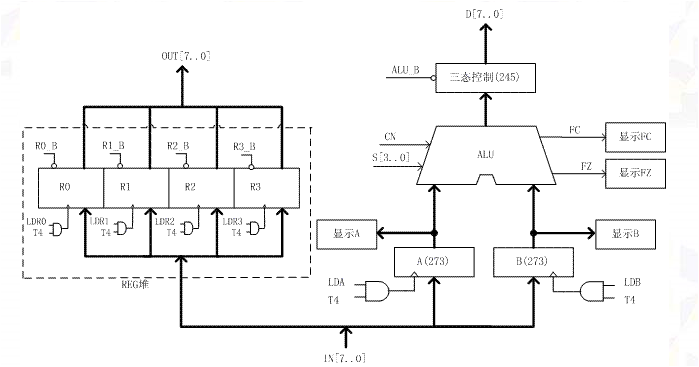 D[7..0]
OUT[7..0]
ALU_B
三态控制(245)
R0_B
R1_B
R2_B
R3_B
CN
S[3..0]
ALU
FC
显示FC
FZ
显示FZ
R0
R1
R2
R3
LDR0
T4
LDR1
T4
LDR2
T4
LDR3
T4
REG堆
显示A
显示B
A(273)
B(273)
LDA
T4
LDB
T4
IN[7..0]